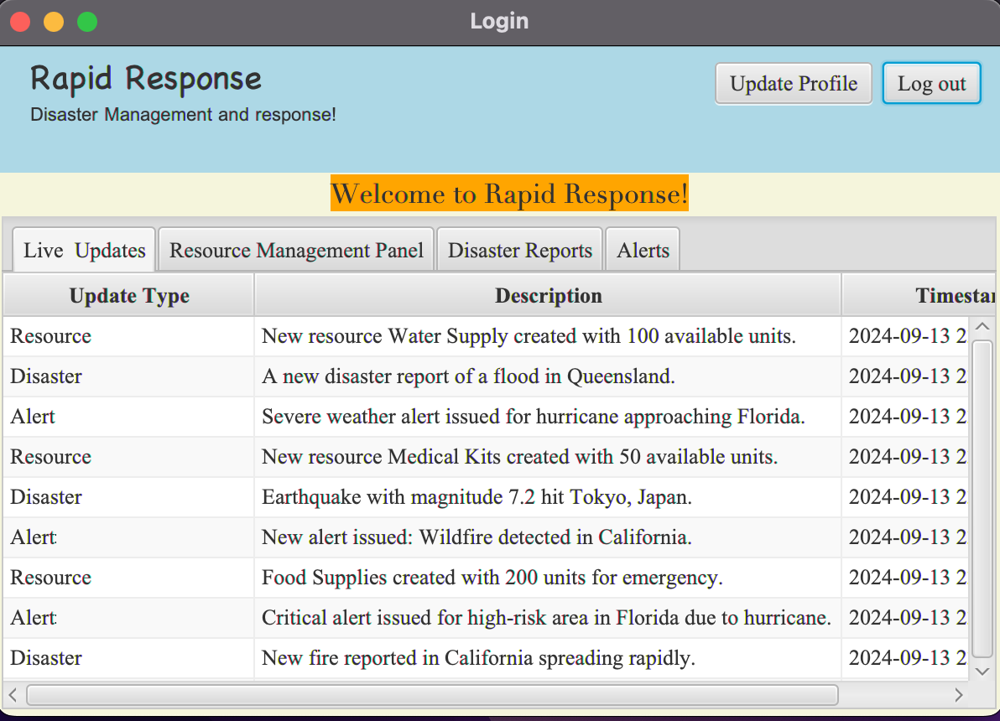 Login
Rapid Response
Disaster Management and response!
Update Profile
Log out
Welcome to Rapid Response!
Live Updates
Resource Management Panel
Disaster Reports
Alerts
Update Type Description
Resource New resource Water Supply created with 100 available units. 2024-09-13 2
Disaster A new disaster report of a flood in Queensland. 2024-09-13 2
Alert Severe weather alert issued for hurricane approaching Florida. 2024-09-13 2
Resource New resource Medical Kits created with 50 available units. 2024-09-13 2
Disaster Earthquake with magnitude 7.2 hit Tokyo, Japan. 2024-09-13 2
Alert: New alert issued: Wildfire detected in California. 2024-09-13 2
Resource Food Supplies created with 200 units for emergency. 2024-09-13 2
Alert: Critical alert issued for high-risk area in Florida due to hurricane. 2024-09-13 2
Disaster New fire reported in California spreading rapidly. 2024-09-13 2